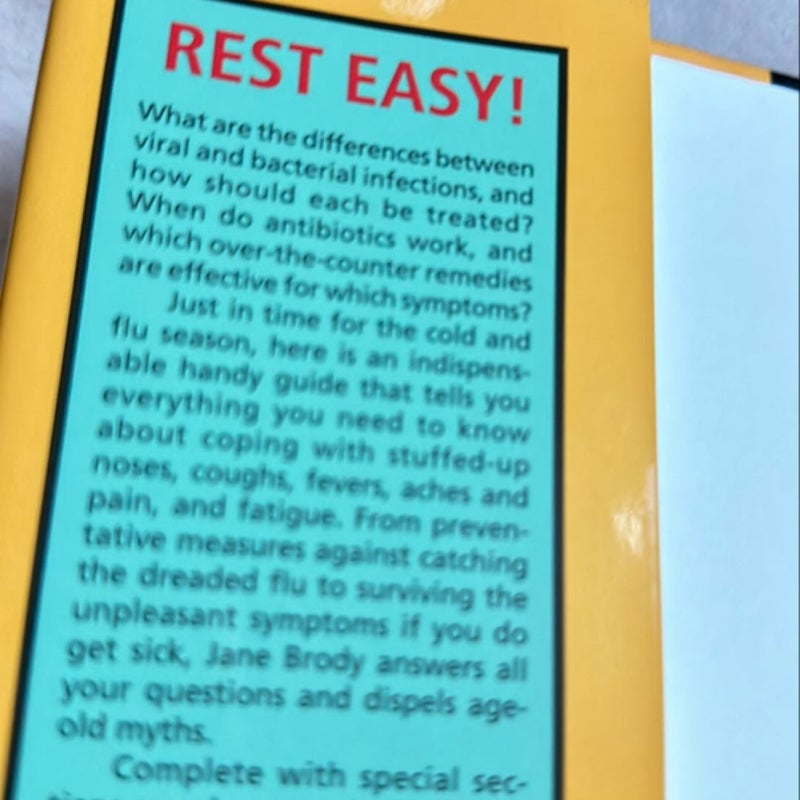 REST EASY!
What are the differences between
viral and bacterial infections, and
how should each be treated?
When do antibiotics work, and
which over-the-counter remedies
are effective for which symptoms?
Just in time for the cold and
flu season, here is an indispens-
able handy guide that tells you
everything you need to know
about coping with stuffed-up
noses, coughs, fevers, aches and
pain, and fatigue. From preven-
tative measures against catching
the dreaded flu to surviving the
unpleasant symptoms if you do
get sick, Jane Brody answers all
your questions and dispels age-
old myths.
Complete with special sec-